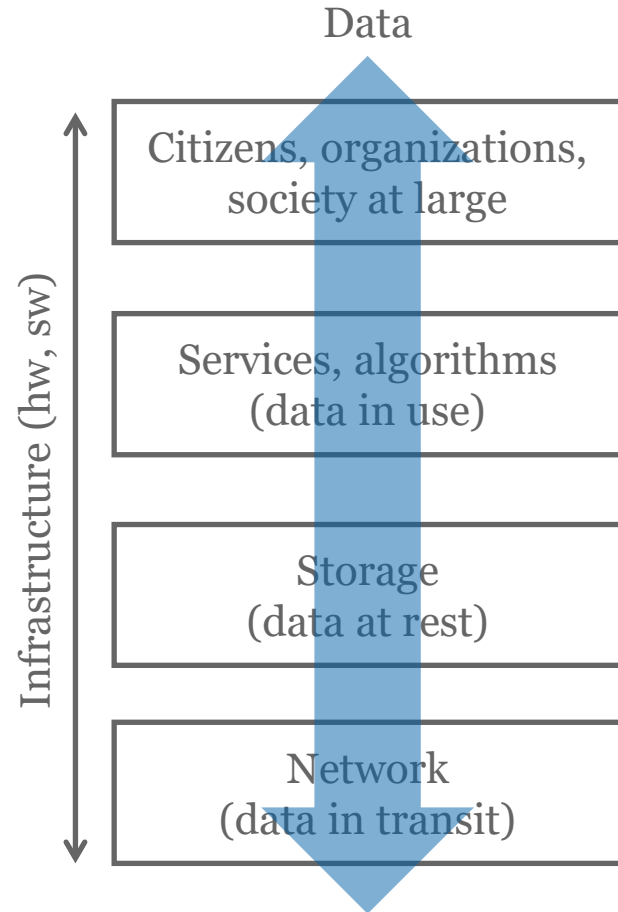 Data
Infrastructure (hw, sw)
Citizens, organizations,
society at large
Services, algorithms
(data in use)
Storage
(data at rest)
Network
(data in transit)